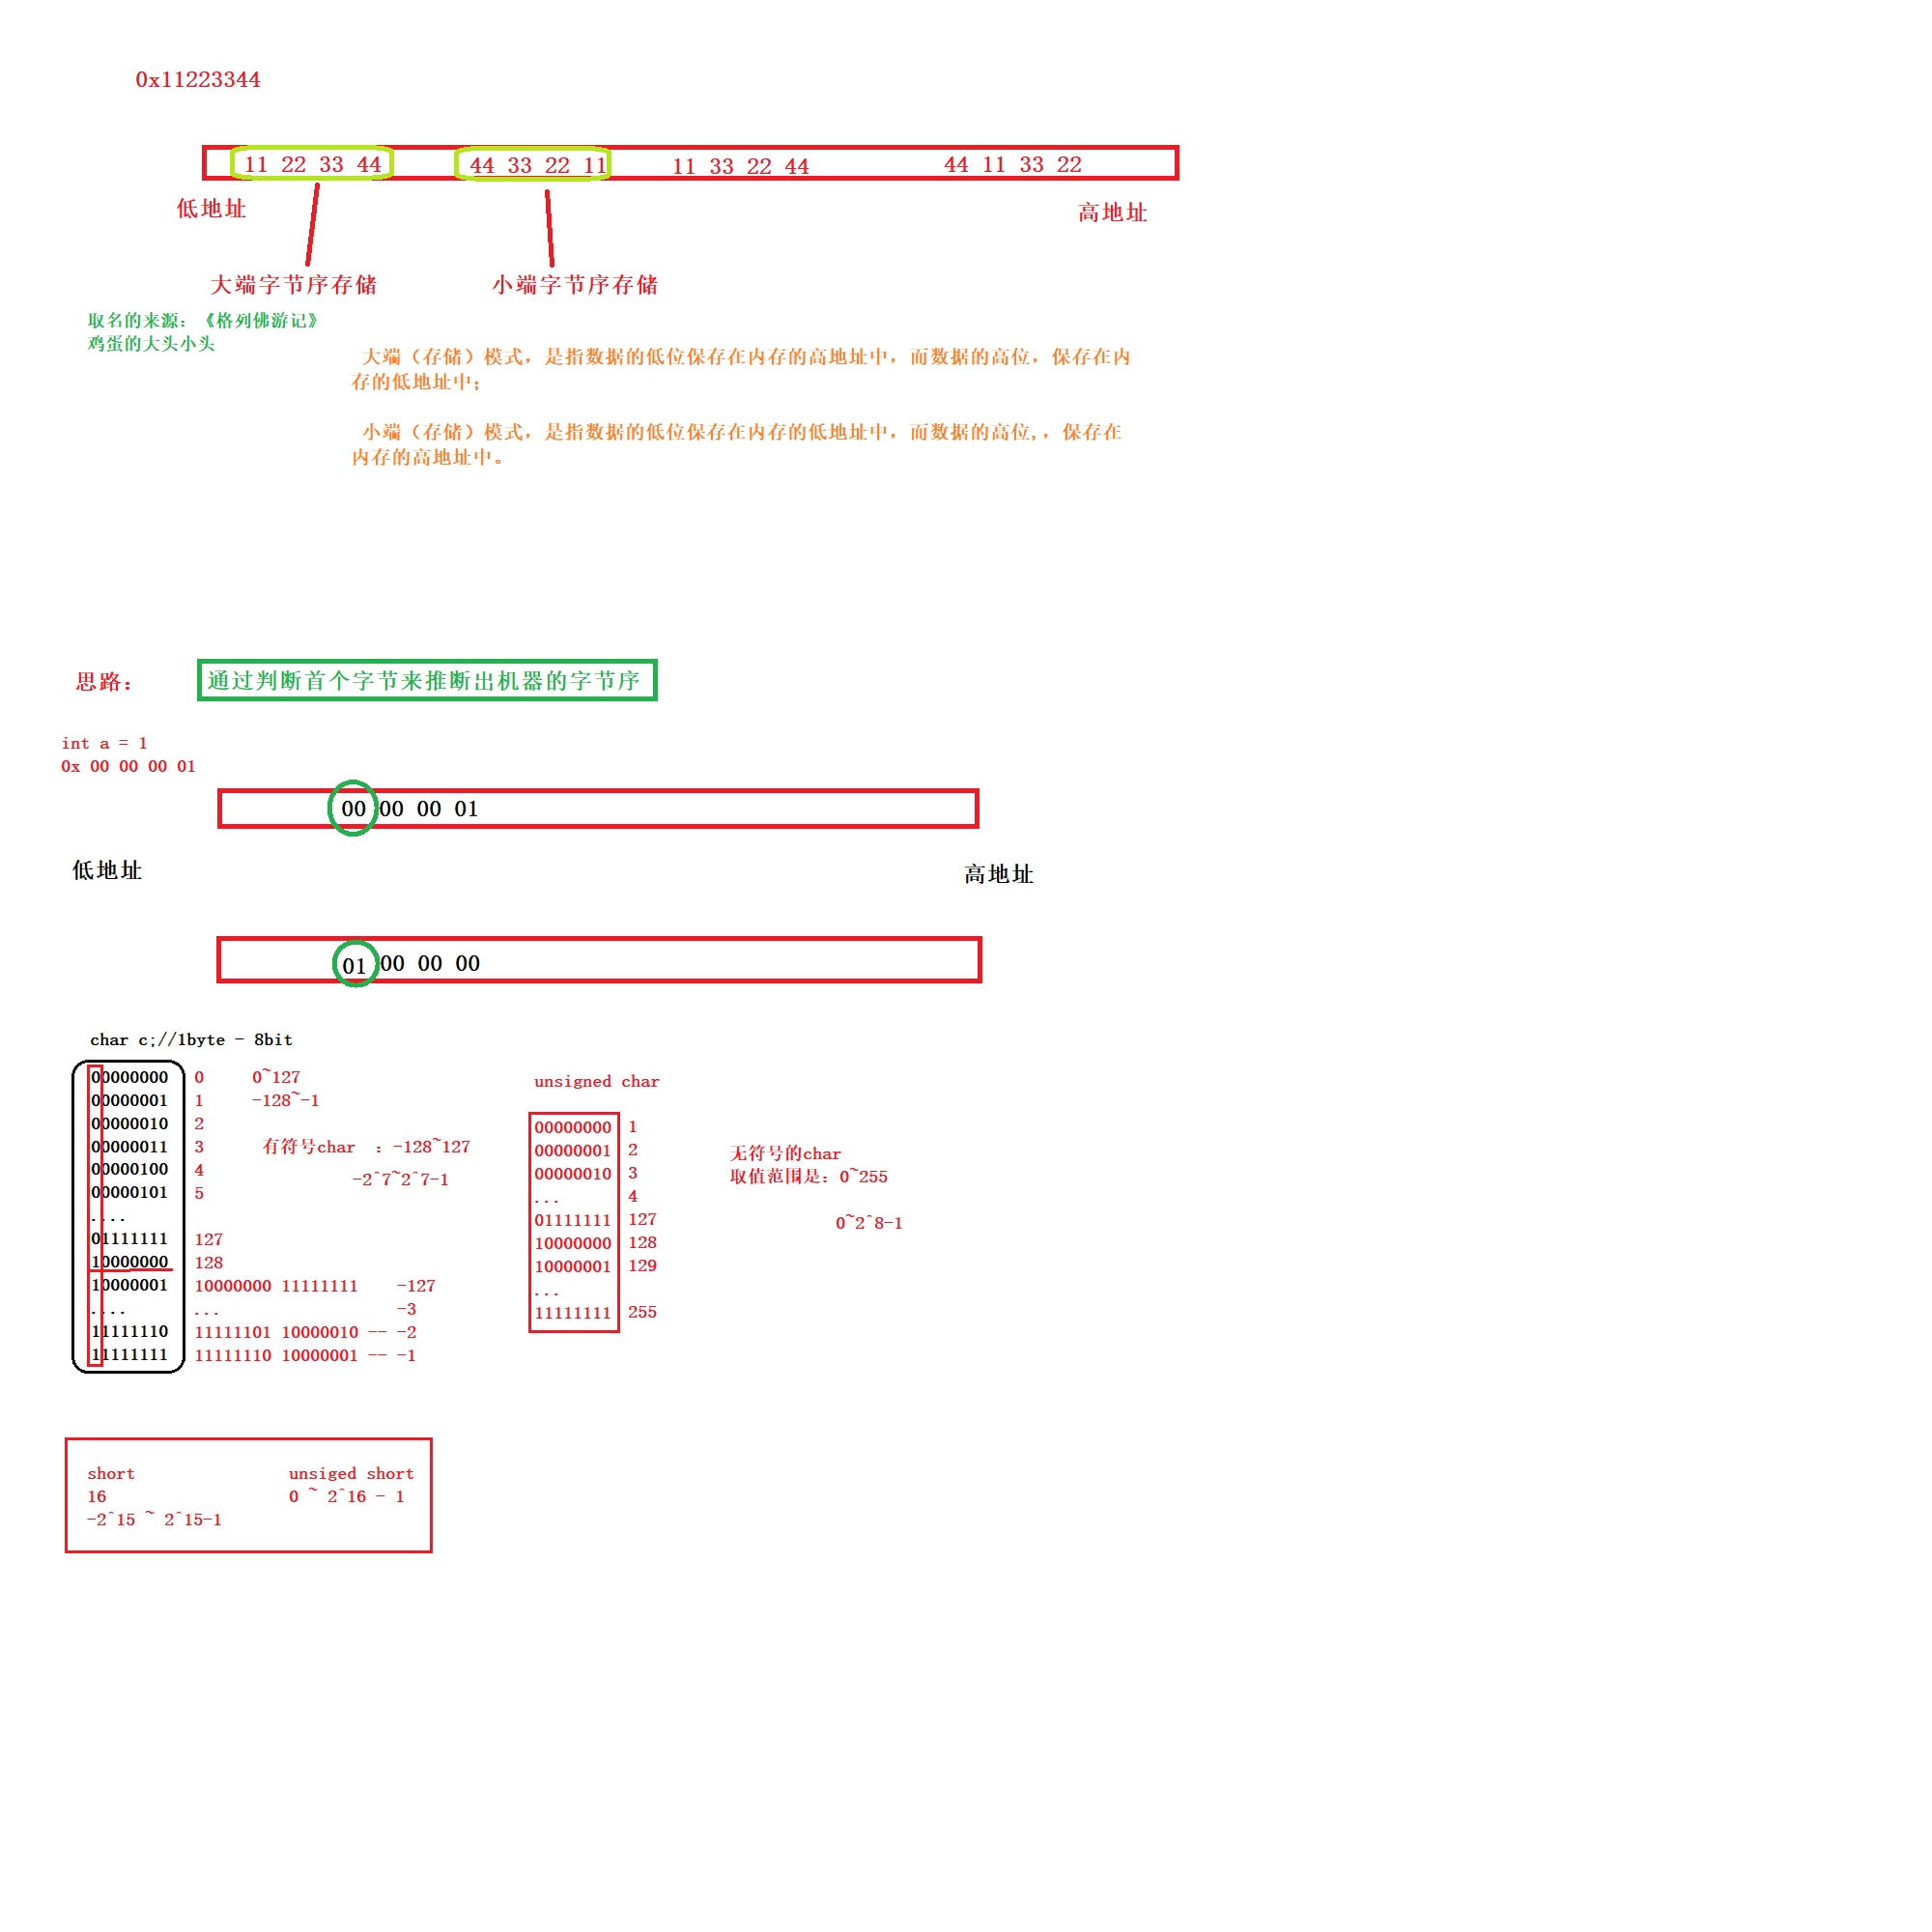 0x11223344
11 22 33 44
44 33 22 11
11 33 22 44
44 11 33 22
低地址
高地址
大端字节序存储
小端字节序存储
取名的来源：《格列佛游记》
鸡蛋的大头小头
大端（存储）模式，是指数据的低位保存在内存的高地址中，而数据的高位，保存在内
存的低地址中；
小端（存储）模式，是指数据的低位保存在内存的低地址中，而数据的高位,，保存在
内存的高地址中。
思路：
通过判断首个字节来推断出机器的字节序
int a = 1
0x 00 00 00 01
00 00 00 01
低地址
高地址
01 00 00 00
char c;//1byte - 8bit
00000000 0
00000001 1
00000010 2
00000011 3
00000100 4
00000101 5
....
01111111 127
10000000 128
10000001 10000000 11111111 -127
.... ... -3
11111110 11111101 10000010 -- -2
11111111 11111110 10000001 -- -1
0~127
-128~-1
有符号char ：-128~127
-2^7~2^7-1
unsigned char
00000000 1
00000001 2
00000010 3
... 4
01111111 127
10000000 128
10000001 129
...
11111111 255
无符号的char
取值范围是：0~255
0~2^8-1
short
16
-2^15 ~ 2^15-1
unsiged short
0 ~ 2^16 - 1